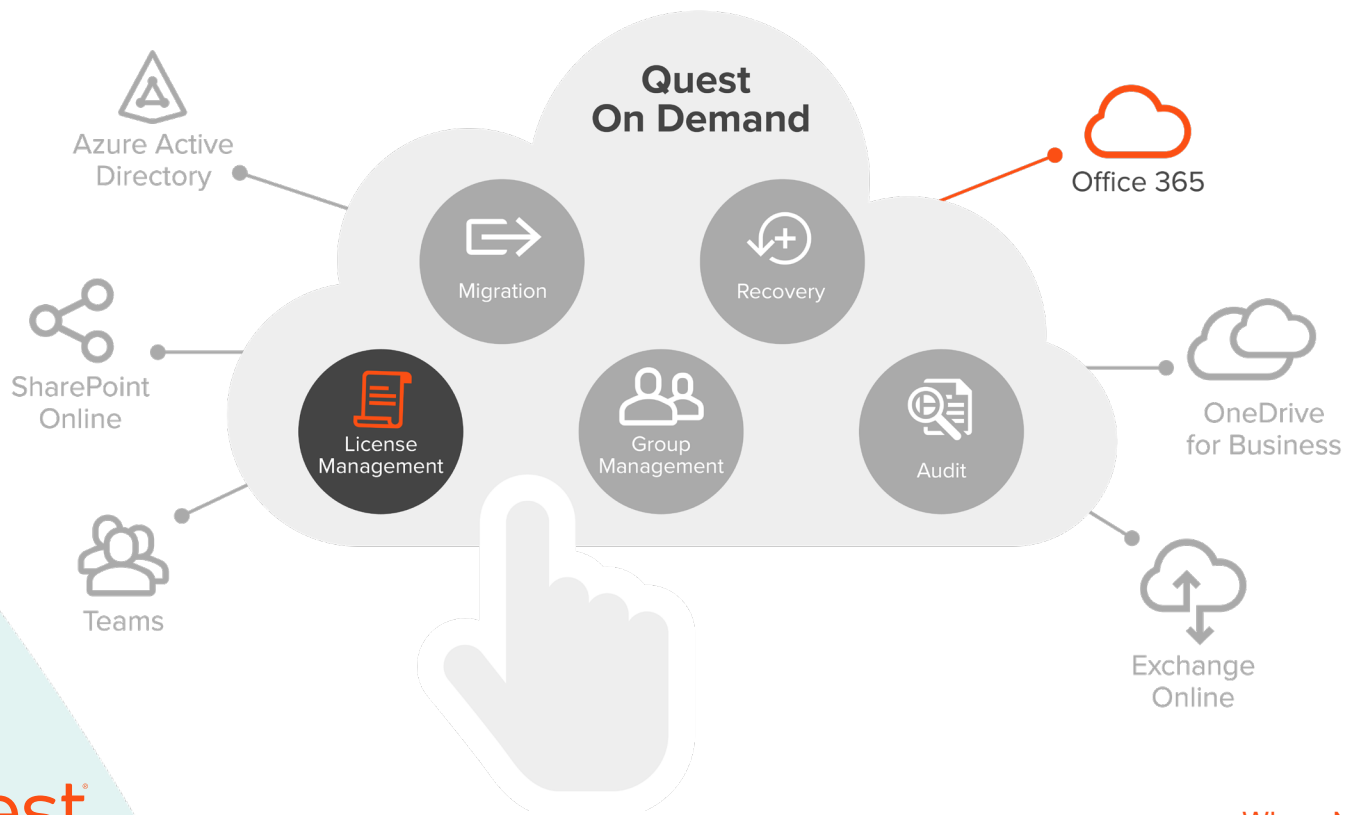 Quest
On Demand
Azure Active
Directory
Office 365
Migration
Recovery
SharePoint
Online
License
Management
Group
Management
Audit
OneDrive
for Business
Teams
Exchange
Online
est